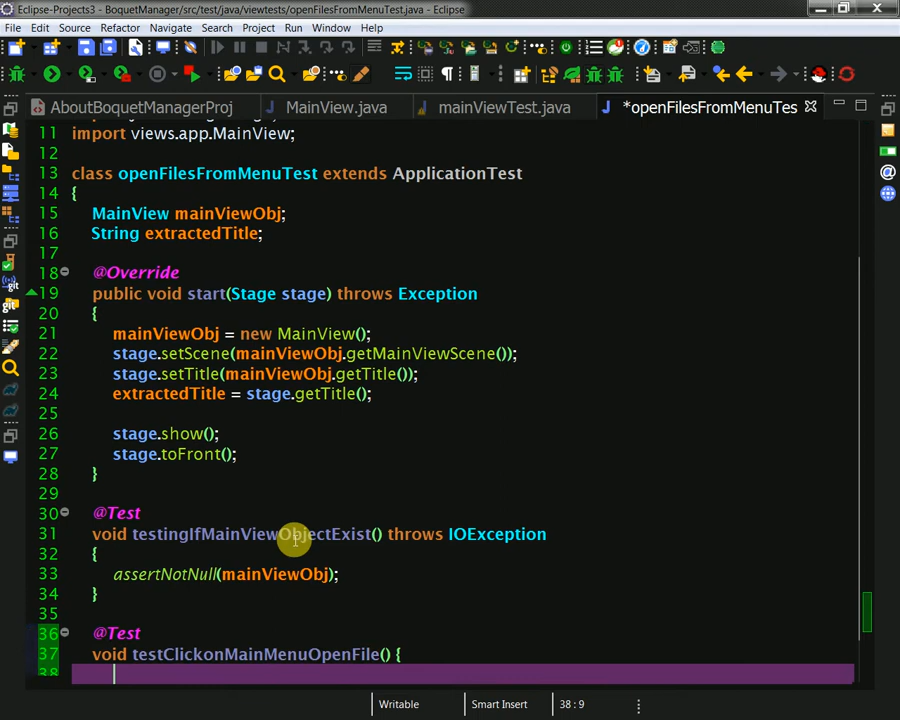 Eclipse-Projects3 - BoquetManager/src/test/java/viewtests/openFilesFromMenuTest.java - Eclipse
File Edit Source Refactor Navigate Search Project Run Window Help
AboutBoquetManagerProj MainView.java mainViewTest.java *openFilesFromMenuTes
11 import views.app.MainView;
12
13 class openFilesFromMenuTest extends ApplicationTest
14 {
15 MainView mainViewObj;
16 String extractedTitle;
17
18 @Override
19 public void start(Stage stage) throws Exception
20 {
21 mainViewObj = new MainView();
22 stage.setScene(mainViewObj.getMainViewScene());
23 stage.setTitle(mainViewObj.getTitle());
24 extractedTitle = stage.getTitle();
25
26 stage.show();
27 stage.toFront();
28 }
29
30 @Test
31 void testingIfMainViewObjectExist() throws IOException
32 {
33 assertNotNull(mainViewObj);
34 }
35
36 @Test
37 void testClickonMainMenuOpenFile() {
38
Writable Smart Insert 38 : 9